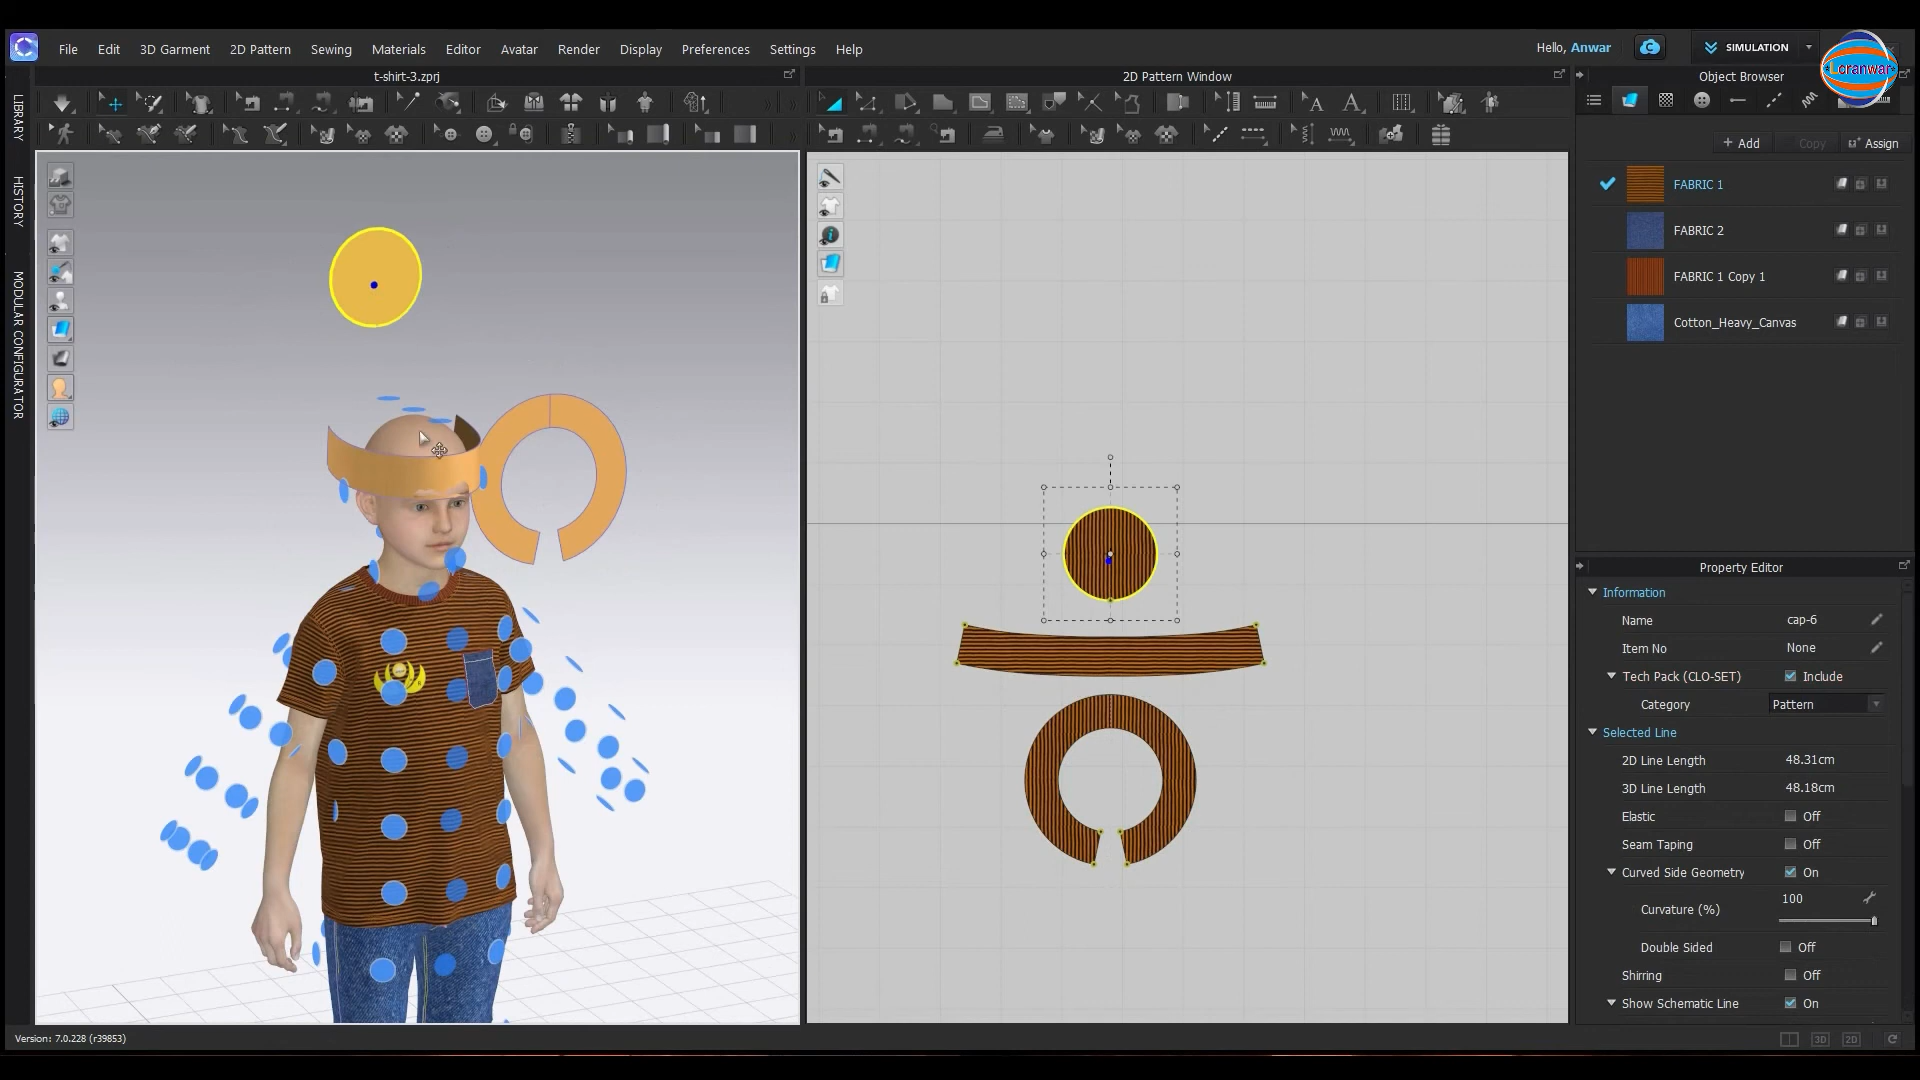 File Edit 3D Garment 2D Pattern Sewing Materials Editor Avatar Render Display Preferences Settings Help
Hello, Anwar
SIMULATION
Loranwar
t-shirt-3.zprj
2D Pattern Window
Object Browser
LIBRARY
HISTORY
MODULAR CONFIGURATOR
+ Add
Copy
Assign
FABRIC 1
FABRIC 2
FABRIC 1 Copy 1
Cotton_Heavy_Canvas
Property Editor
Information
Name cap-6
Item No None
Tech Pack (CLO-SET) Include
Category Pattern
Selected Line
2D Line Length 48.31cm
3D Line Length 48.18cm
Elastic Off
Seam Taping Off
Curved Side Geometry On
Curvature (%) 100
Double Sided Off
Shirring Off
Show Schematic Line On
Version: 7.0.228 (r39853)
3D
2D